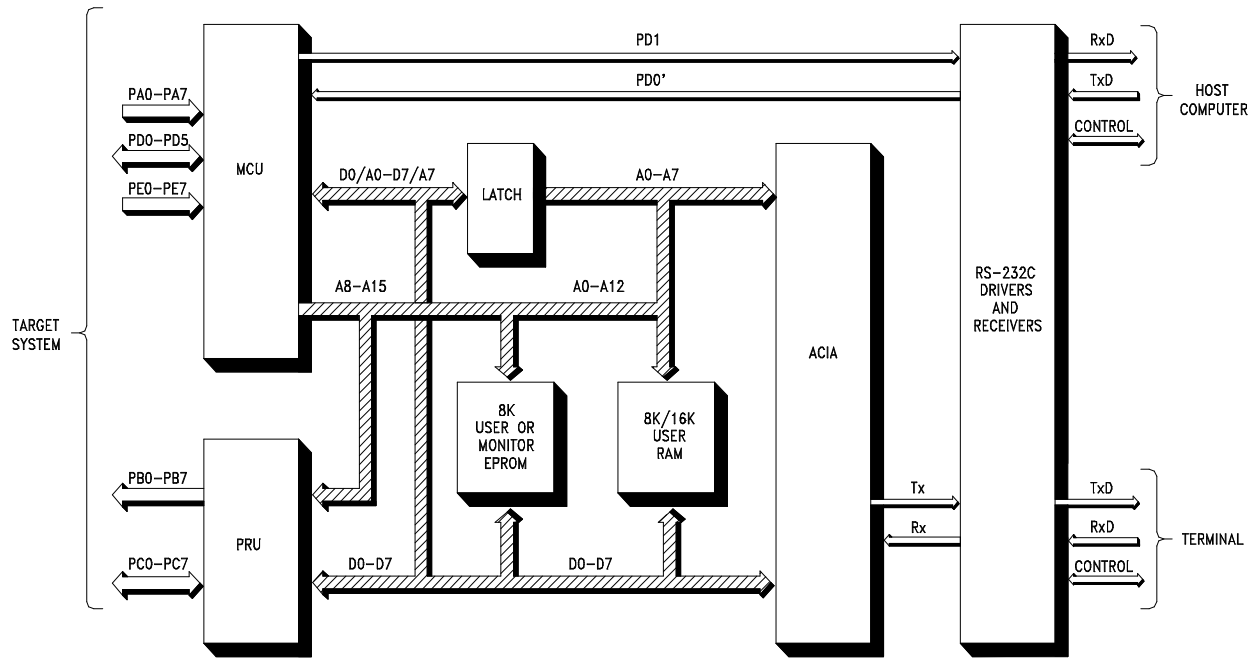 PD1
RxD
PD0'
TxD
HOST
COMPUTER
PA0-PA7
CONTROL
PD0-PD5
MCU
D0/A0-D7/A7
LATCH
A0-A7
PE0-PE7
A8-A15
A0-A12
RS-232C
DRIVERS
AND
RECEIVERS
TARGET
SYSTEM
ACIA
8K
USER OR
MONITOR
EPROM
8K/16K
USER
RAM
PB0-PB7
Tx
TxD
PRU
Rx
RxD
TERMINAL
PC0-PC7
D0-D7
D0-D7
CONTROL